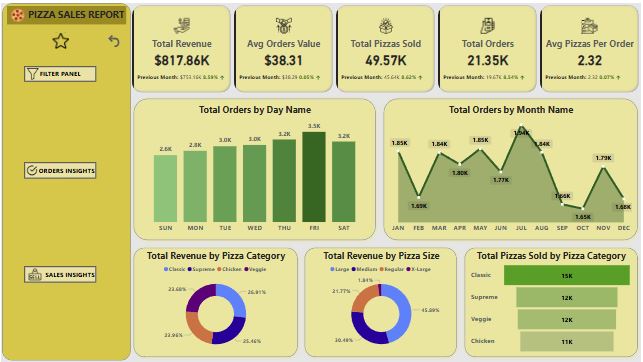 PIZZA SALES REPORT
FILTER PANEL
ORDERS INSIGHTS
SALES INSIGHTS
Total Revenue
$817.86K
Previous Month: $753.16K 8.59% ↑
Avg Orders Value
$38.31
Previous Month: $38.29 0.05% ↑
Total Pizzas Sold
49.57K
Previous Month: 45.64K 8.62% ↑
Total Orders
21.35K
Previous Month: 19.67K 8.54% ↑
Avg Pizzas Per Order
2.32
Previous Month: 2.32 0.07% ↑
Total Orders by Day Name
2.6K 2.8K 3.0K 3.0K 3.2K 3.5K 3.2K
SUN MON TUE WED THU FRI SAT
Total Orders by Month Name
1.85K 1.69K 1.84K 1.80K 1.85K 1.77K 1.94K 1.84K 1.66K 1.65K 1.79K 1.68K
JAN FEB MAR APR MAY JUN JUL AUG SEP OCT NOV DEC
Total Revenue by Pizza Category
Classic Supreme Chicken Veggie
23.68% 26.91%
23.96% 25.46%
Total Revenue by Pizza Size
Large Medium Regular X-Large
1.84%
21.77%
45.89%
30.49%
Total Pizzas Sold by Pizza Category
Classic 15K
Supreme 12K
Veggie 12K
Chicken 11K